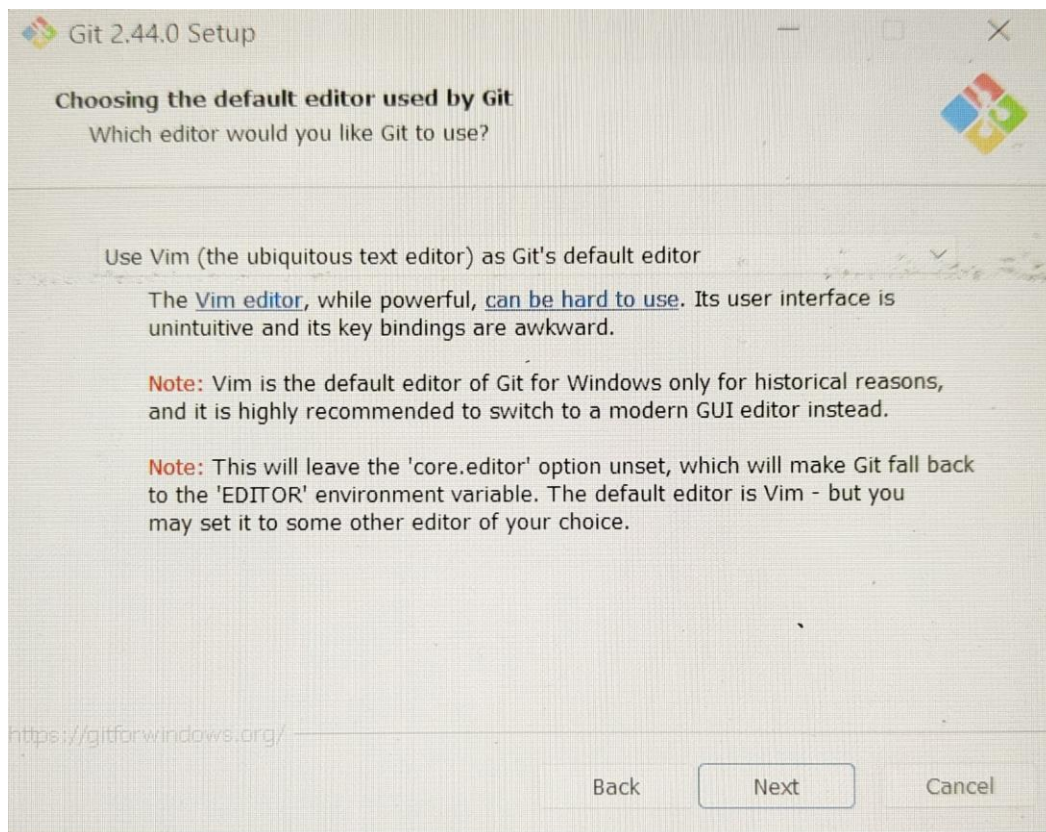 Git 2.44.0 Setup
Choosing the default editor used by Git
Which editor would you like Git to use?
Use Vim (the ubiquitous text editor) as Git's default editor
The Vim editor, while powerful, can be hard to use. Its user interface is
unintuitive and its key bindings are awkward.
Note: Vim is the default editor of Git for Windows only for historical reasons,
and it is highly recommended to switch to a modern GUI editor instead.
Note: This will leave the 'core.editor' option unset, which will make Git fall back
to the 'EDITOR' environment variable. The default editor is Vim - but you
may set it to some other editor of your choice.
https://gitforwindows.org/
Back Next Cancel